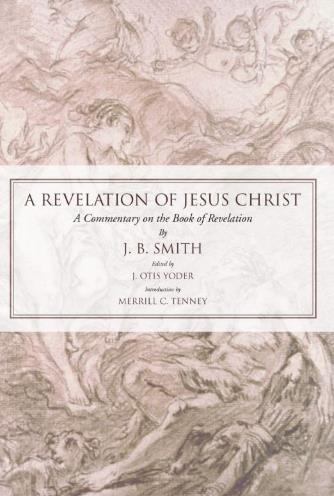 A REVELATION OF JESUS CHRIST
A Commentary on the Book of Revelation
By
J. B. SMITH
Edited by
J. OTIS YODER
Introduction by
MERRILL C. TENNEY